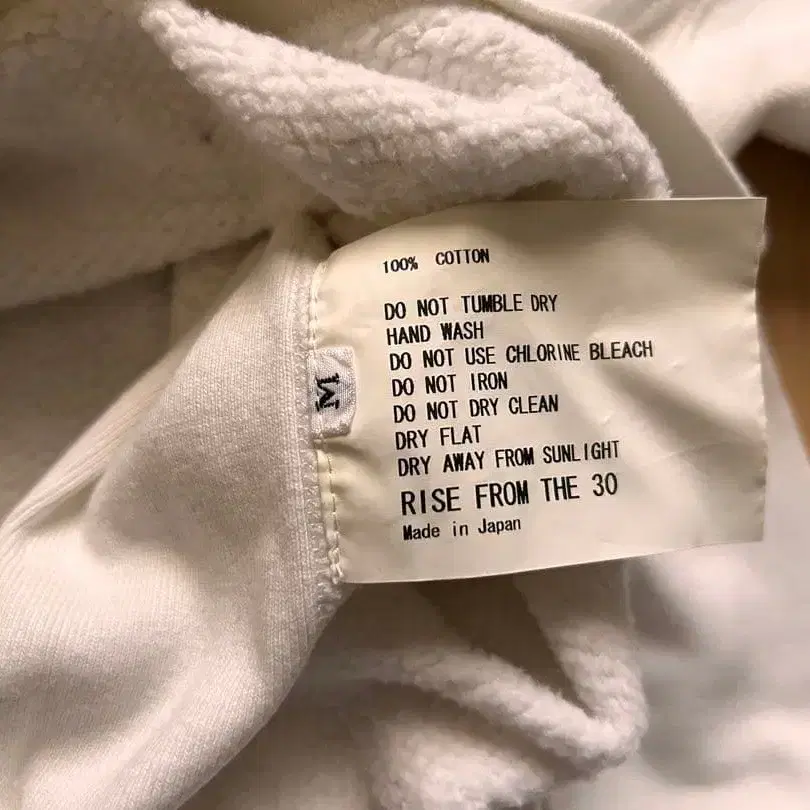 100% COTTON
DO NOT TUMBLE DRY
HAND WASH
DO NOT USE CHLORINE BLEACH
DO NOT IRON
DO NOT DRY CLEAN
DRY FLAT
DRY AWAY FROM SUNLIGHT
RISE FROM THE 30
Made in Japan
M